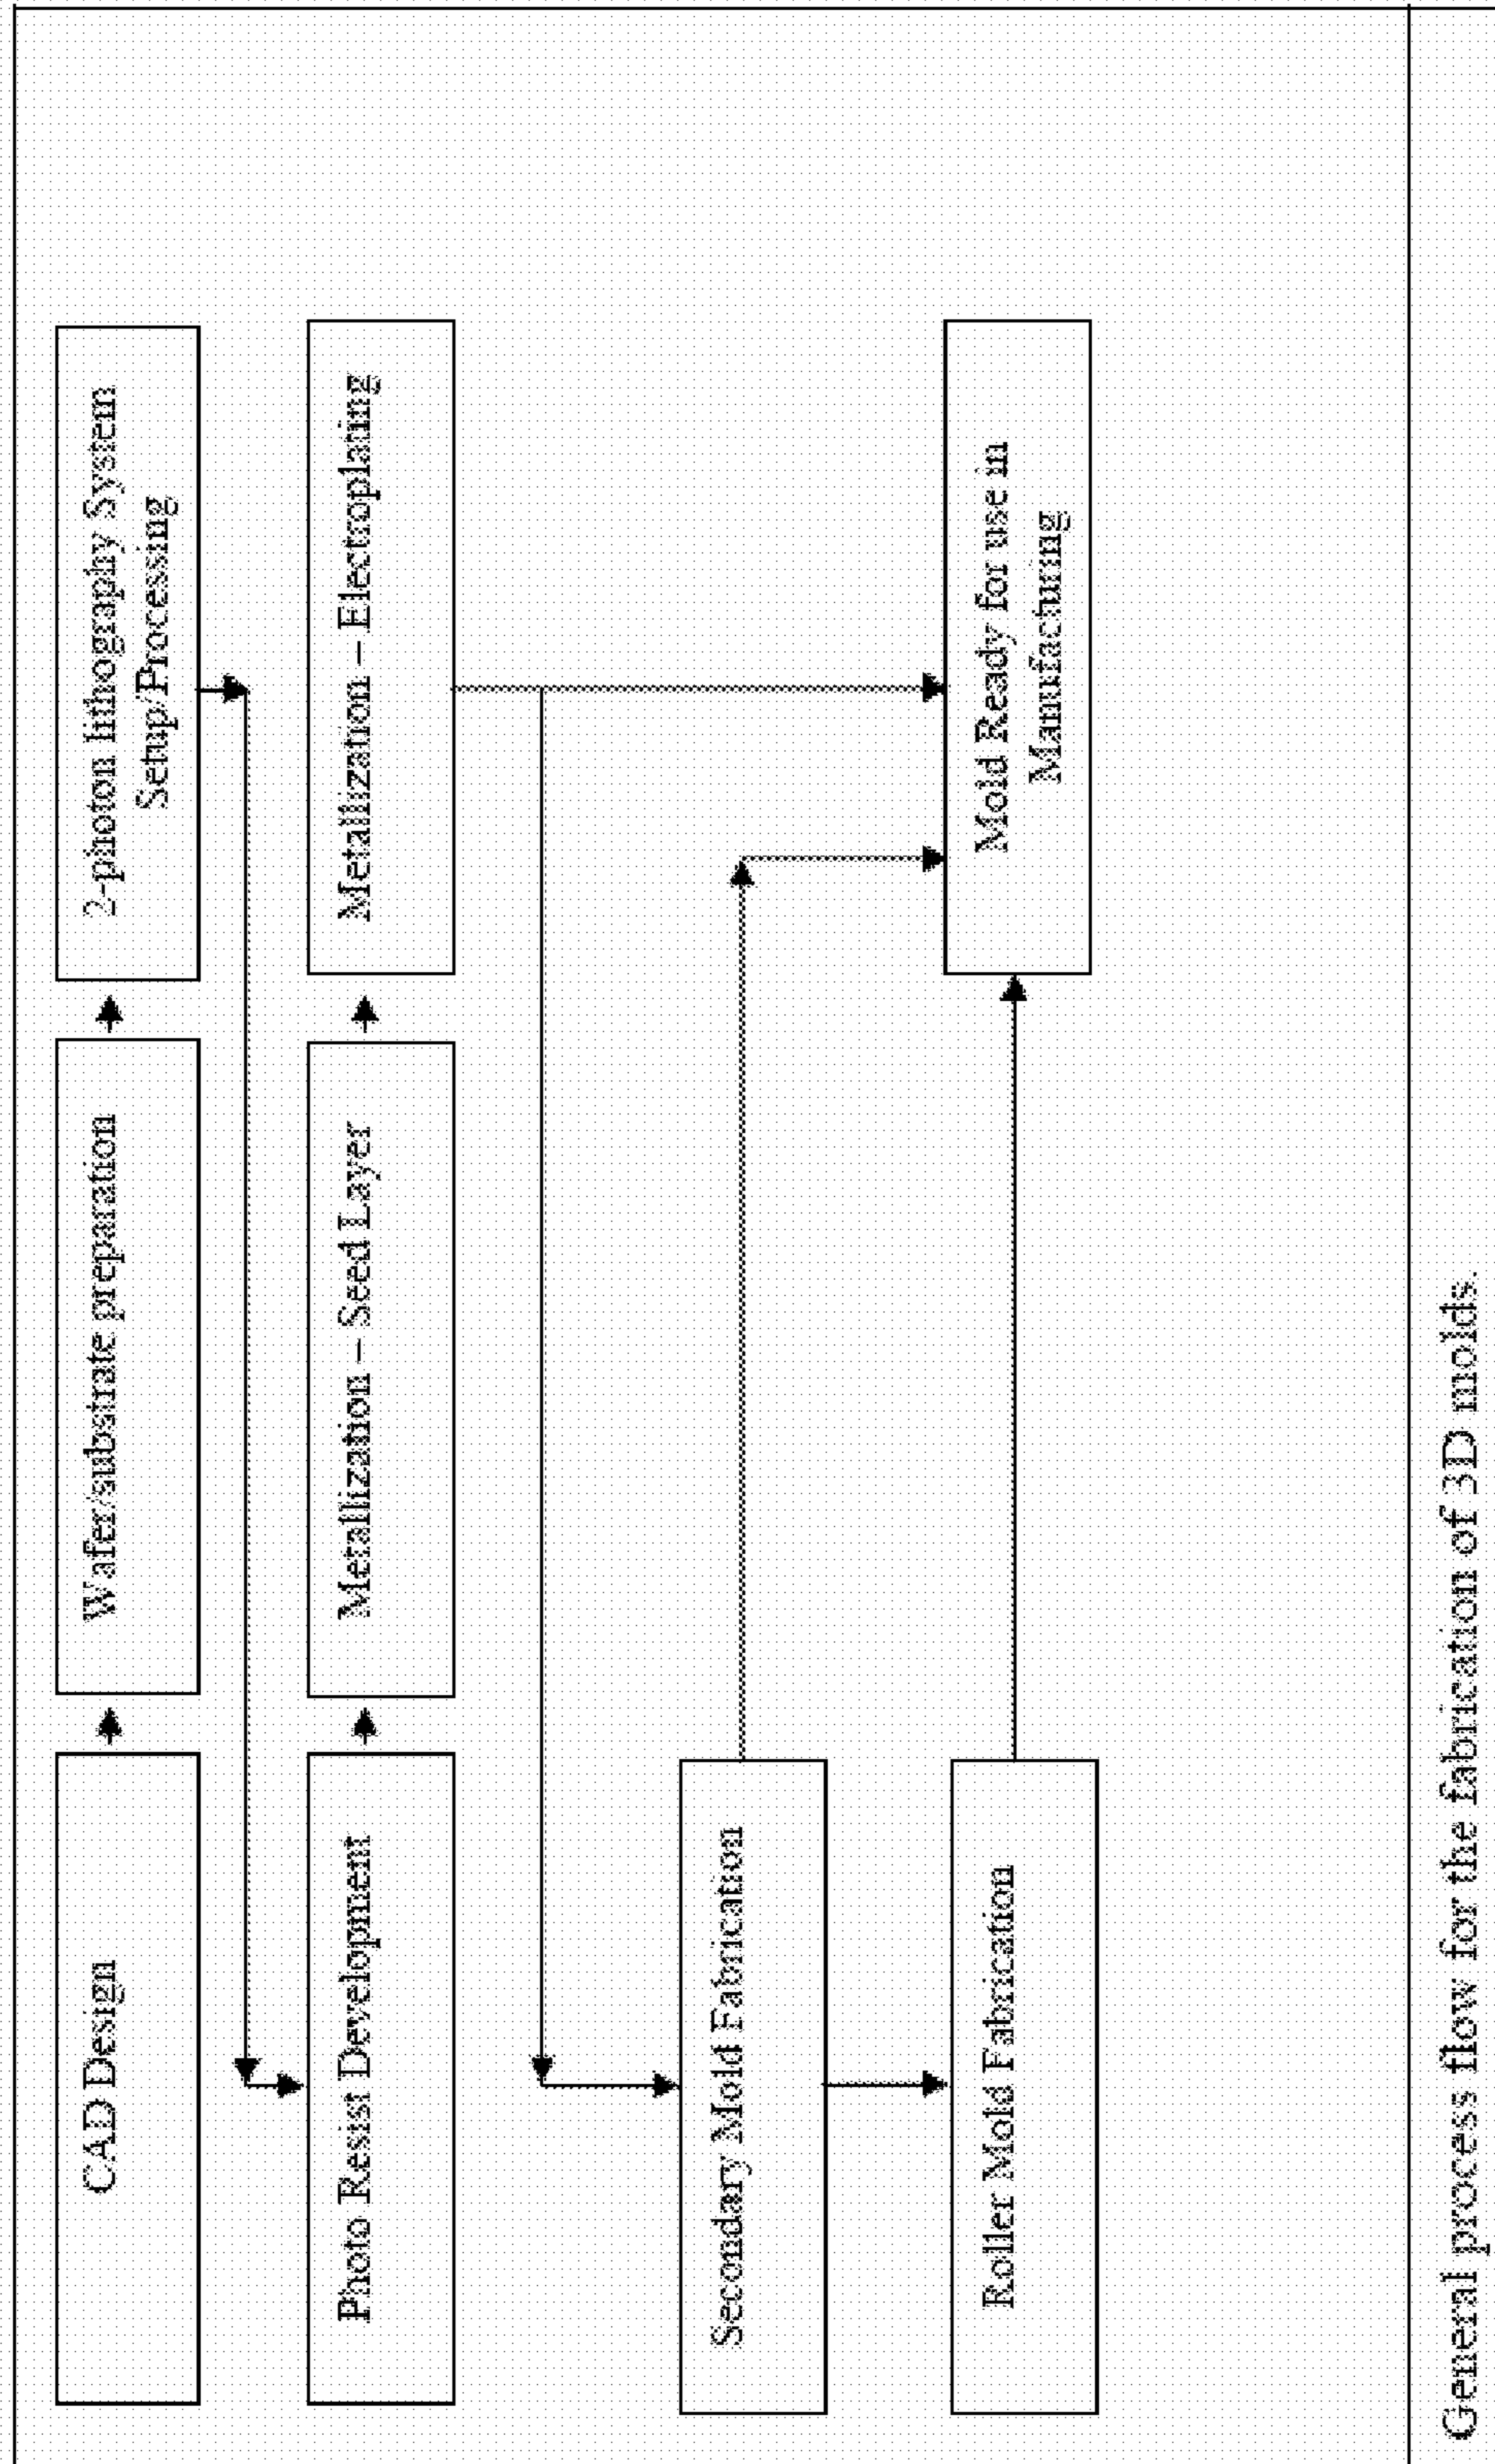 CAD Design
Wafer/substrate preparation
2-photon lithography System
Setup/Processing
Photo Resist Development
Metallization – Seed Layer
Metallization – Electroplating
Secondary Mold Fabrication
Roller Mold Fabrication
Mold Ready for use in
Manufacturing
General process flow for the fabrication of 3D molds.